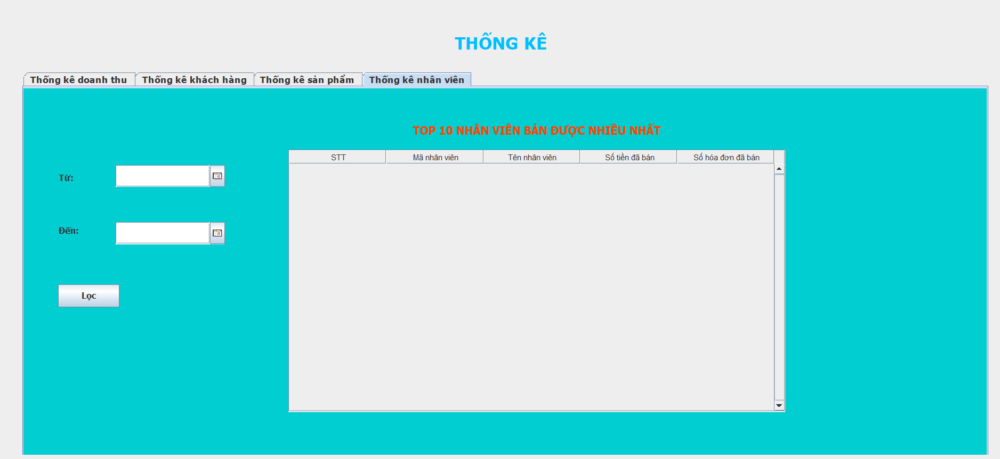 THỐNG KÊ
Thống kê doanh thu Thống kê khách hàng Thống kê sản phẩm Thống kê nhân viên
TOP 10 NHÂN VIÊN BÁN ĐƯỢC NHIỀU NHẤT
STT Mã nhân viên Tên nhân viên Số tiền đã bán Số hóa đơn đã bán
Từ:
Đến:
Lọc